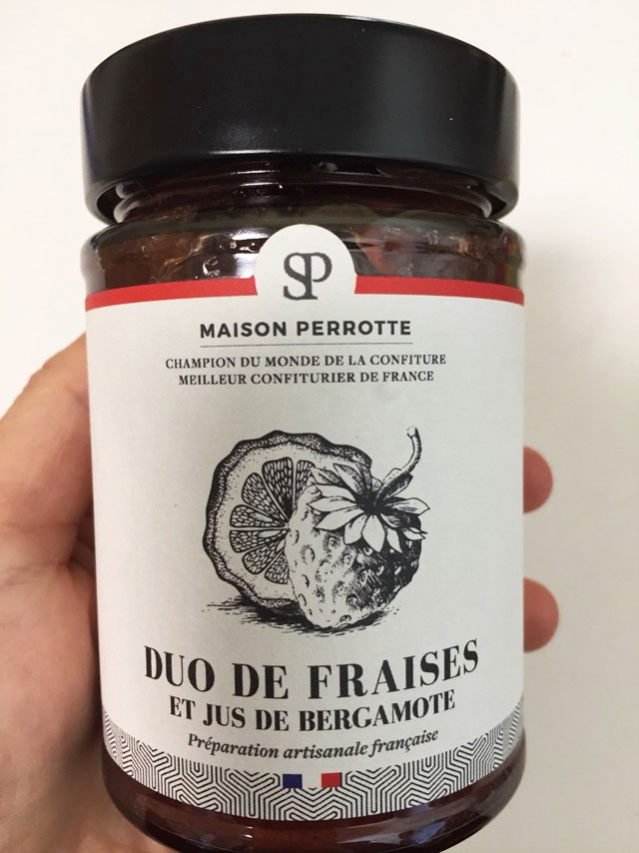 SP
MAISON PERROTTE
CHAMPION DU MONDE DE LA CONFITURE
MEILLEUR CONFITURIER DE FRANCE
DUO DE FRAISES
ET JUS DE BERGAMOTE
Préparation artisanale française